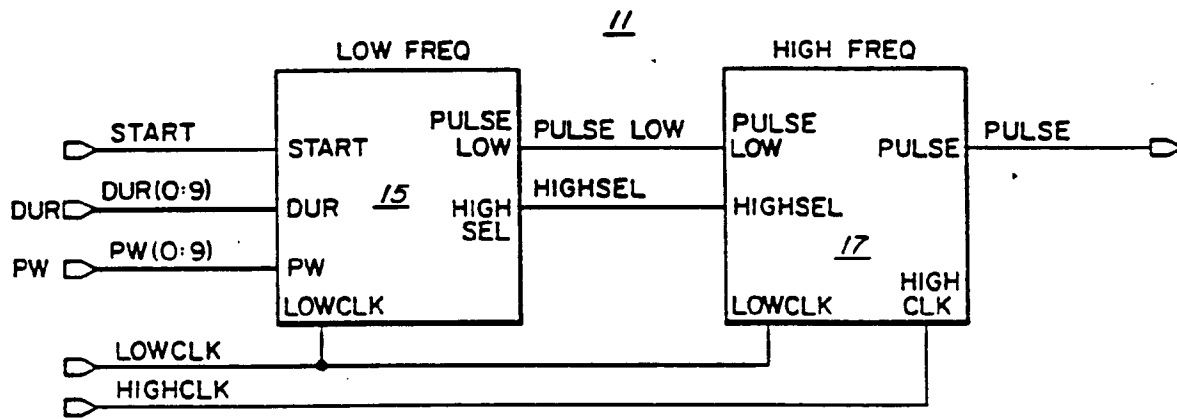 11
LOW FREQ
HIGH FREQ
START
START
PULSE
LOW
PULSE LOW
PULSE
LOW
PULSE
PULSE
DUR
DUR(0:9)
DUR
15
HIGH
SEL
HIGHSEL
HIGHSEL
PW
PW(0:9)
PW
17
LOWCLK
LOWCLK
HIGH
CLK
LOWCLK
HIGHCLK